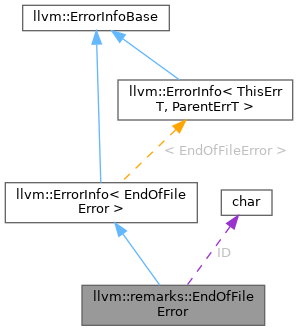 llvm::ErrorInfoBase
llvm::ErrorInfo< ThisErr
T, ParentErrT >
< EndOfFileError >
llvm::ErrorInfo< EndOfFile
Error >
char
ID
llvm::remarks::EndOfFile
Error